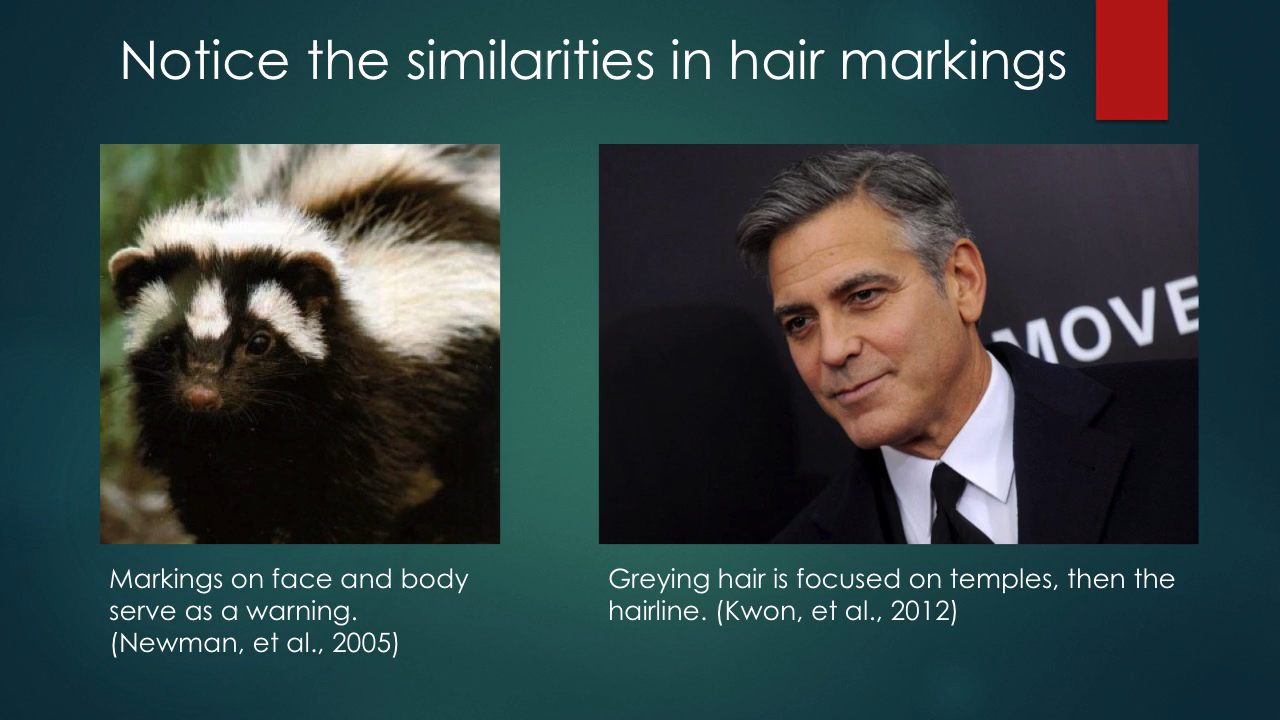 Notice the similarities in hair markings
MOVE
Markings on face and body
serve as a warning.
(Newman, et al., 2005)
Greying hair is focused on temples, then the
hairline. (Kwon, et al., 2012)